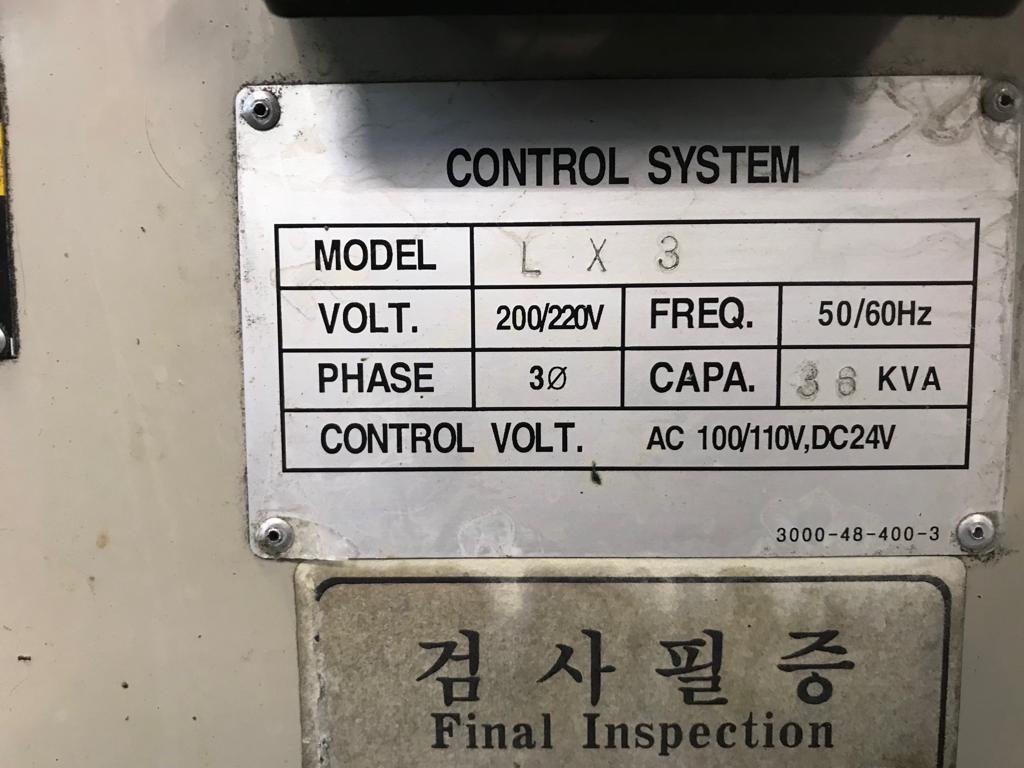 CONTROL SYSTEM
MODEL L X 3
VOLT. 200/220V FREQ. 50/60Hz
PHASE 3Ø CAPA. 36 KVA
CONTROL VOLT. AC 100/110V,DC24V
3000-48-400-3
검사필증
Final Inspection